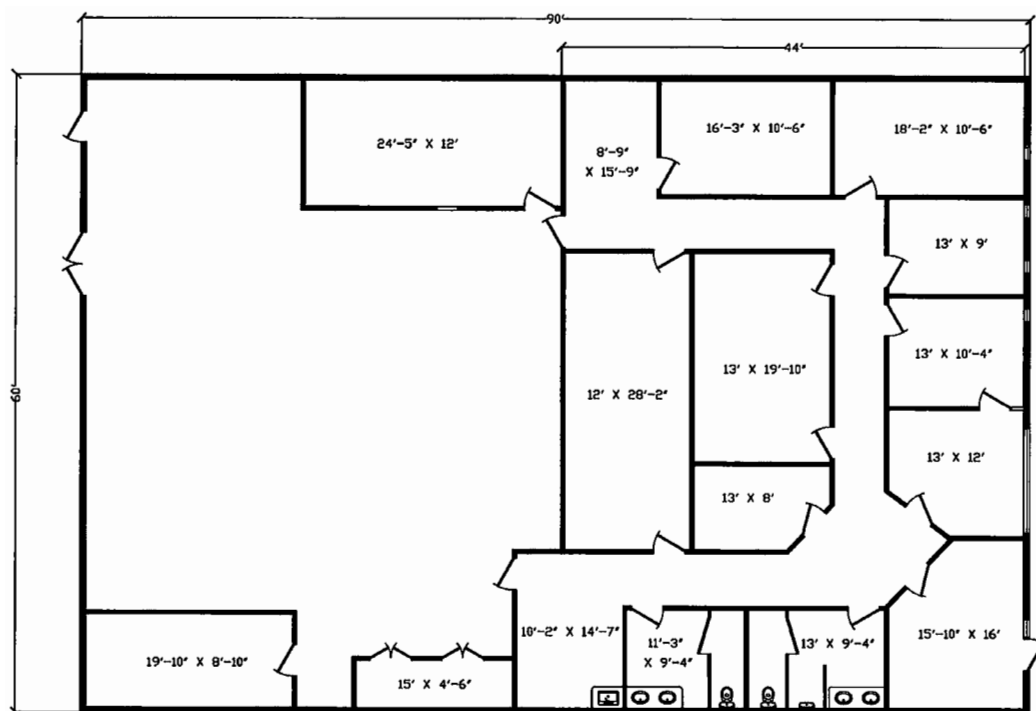 90'
44'
60'
24'-5" X 12'
8'-9"
X 15'-9"
16'-3" X 10'-6"
18'-2" X 10'-6"
13' X 9'
13' X 10'-4"
13' X 19'-10"
12' X 28'-2"
13' X 12'
13' X 8'
10'-2" X 14'-7"
11'-3"
X 9'-4"
13' X 9'-4"
15'-10" X 16'
19'-10" X 8'-10"
15' X 4'-6"